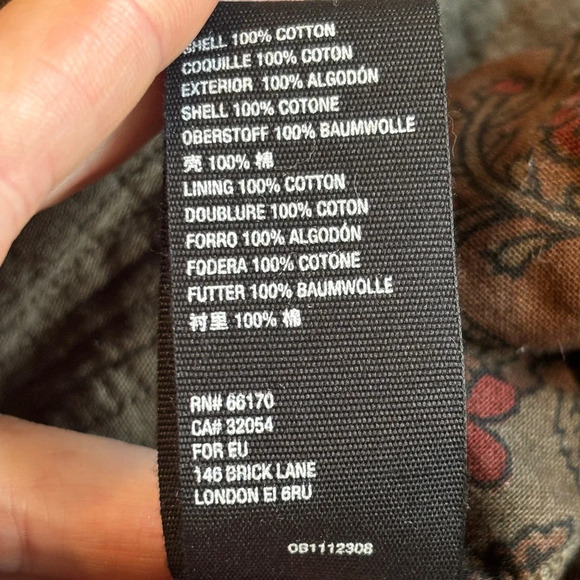 SHELL 100% COTTON
COQUILLE 100% COTON
EXTERIOR 100% ALGODÓN
SHELL 100% COTONE
OBERSTOFF 100% BAUMWOLLE
壳 100% 棉
LINING 100% COTTON
DOUBLURE 100% COTON
FORRO 100% ALGODÓN
FODERA 100% COTONE
FUTTER 100% BAUMWOLLE
衬里 100% 棉
RN# 66170
CA# 32054
FOR EU
146 BRICK LANE
LONDON EI 6RU
OB1112308